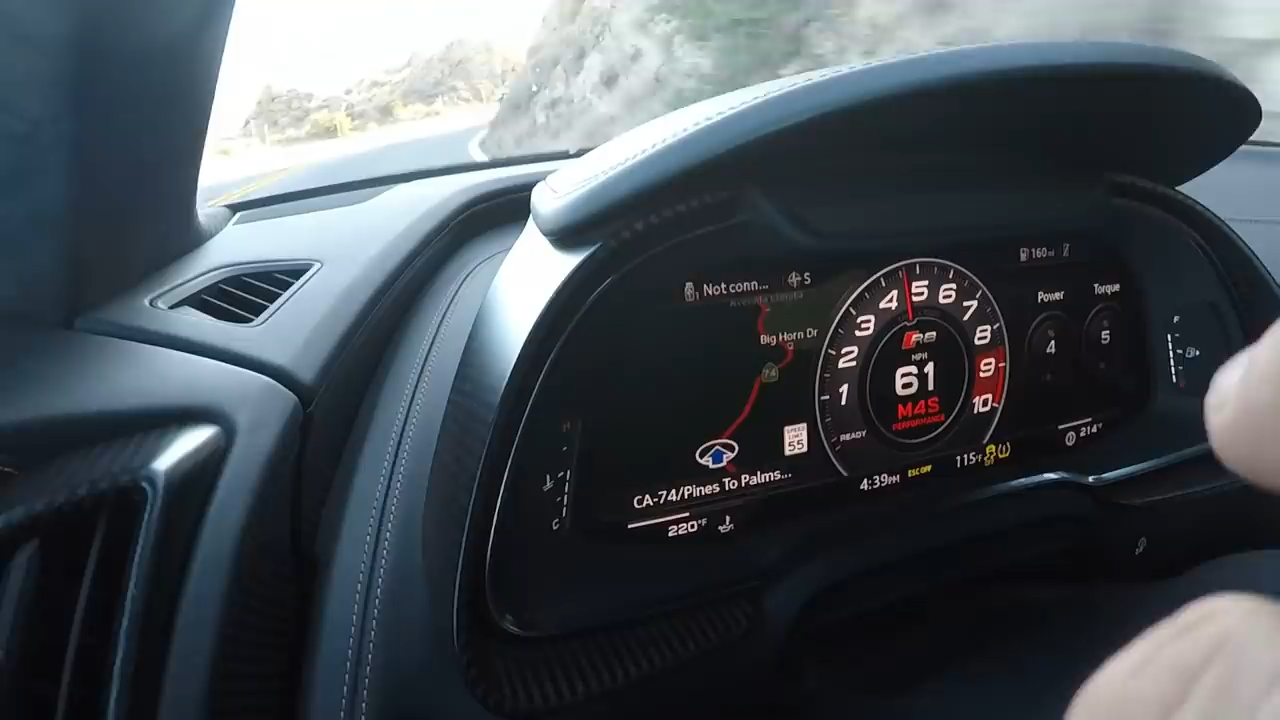 Not conn... S
160 mi
Big Horn Dr
74
SPEED LIMIT 55
CA-74/Pines To Palms...
220°F
1 2 3 4 5 6 7 8 9 10
R8
MPH
61
M4S
PERFORMANCE
READY
4:39PM
ESC OFF
115°F
Power
%
4
Torque
%
5
214°F
H
C
F